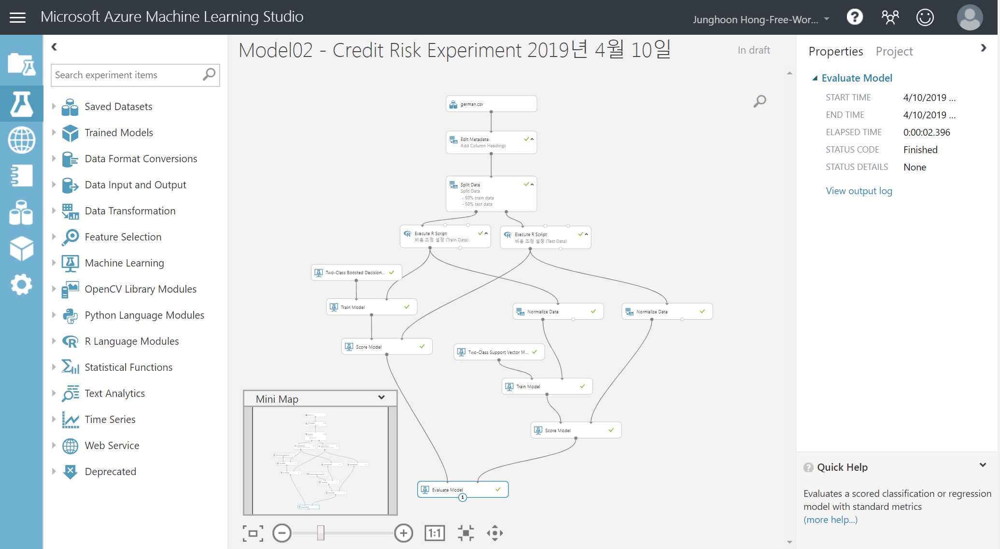 Microsoft Azure Machine Learning Studio
Junghoon Hong-Free-Wor...
Model02 - Credit Risk Experiment 2019년 4월 10일
In draft
Search experiment items
Saved Datasets
Trained Models
Data Format Conversions
Data Input and Output
Data Transformation
Feature Selection
Machine Learning
OpenCV Library Modules
Python Language Modules
R Language Modules
Statistical Functions
Text Analytics
Time Series
Web Service
Deprecated
german.csv
Edit Metadata
Add Column Headings
Split Data
Split Data
- 50% train data
- 50% test data
Execute R Script
비용 조정 설정 (Train Data)
Execute R Script
비용 조정 설정 (Test Data)
Two-Class Boosted Decision...
Train Model
Normalize Data
Normalize Data
Score Model
Two-Class Support Vector M...
Train Model
Score Model
Evaluate Model
1
Mini Map
1:1
Properties
Project
Evaluate Model
START TIME 4/10/2019 ...
END TIME 4/10/2019 ...
ELAPSED TIME 0:00:02.396
STATUS CODE Finished
STATUS DETAILS None
View output log
Quick Help
Evaluates a scored classification or regression
model with standard metrics
(more help...)